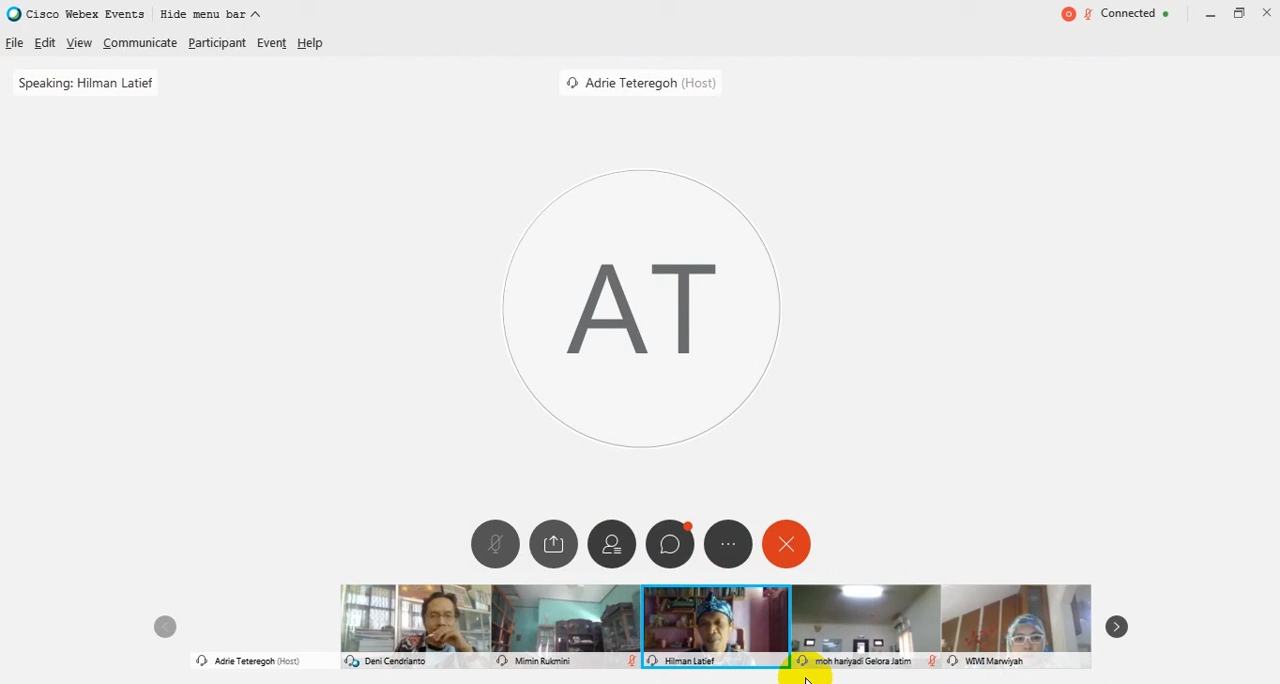 Cisco Webex Events Hide menu bar Connected
File Edit View Communicate Participant Event Help
Speaking: Hilman Latief
Adrie Teteregoh (Host)
AT
Adrie Teteregoh (Host)
Deni Cendrianto
Mimin Rukmini
Hilman Latief
moh hariyadi Gelora Jatim
WIWI Marwiyah